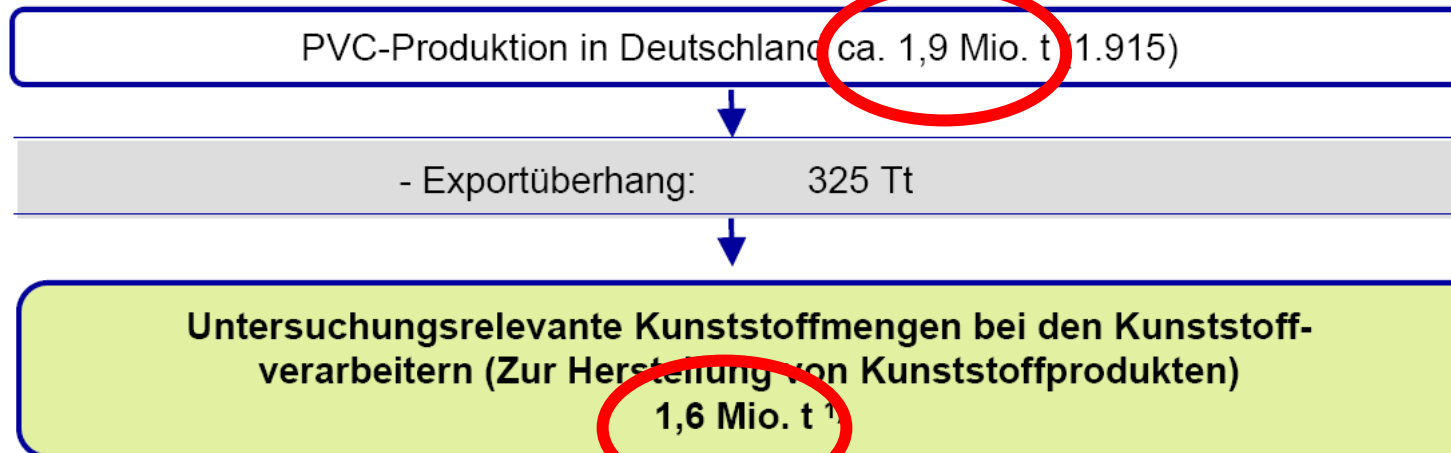 PVC-Produktion in Deutschland ca. 1,9 Mio. t (1.915)
- Exportüberhang: 325 Tt
Untersuchungsrelevante Kunststoffmengen bei den Kunststoff-
verarbeitern (Zur Herstellung von Kunststoffprodukten)
1,6 Mio. t ¹⁾